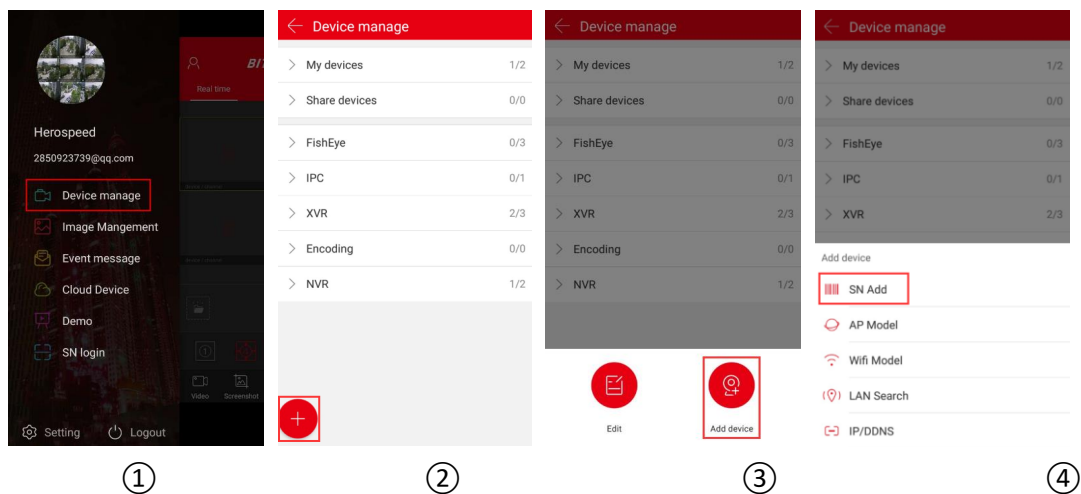 BIT
Real time
Herospeed
2850923739@qq.com
Device manage
Image Mangement
Event message
Cloud Device
Demo
SN login
Video Screenshot
Setting Logout
①
Device manage
My devices 1/2
Share devices 0/0
FishEye 0/3
IPC 0/1
XVR 2/3
Encoding 0/0
NVR 1/2
②
Device manage
My devices 1/2
Share devices 0/0
FishEye 0/3
IPC 0/1
XVR 2/3
Encoding 0/0
NVR 1/2
Edit Add device
③
Device manage
My devices 1/2
Share devices 0/0
FishEye 0/3
IPC 0/1
XVR 2/3
Add device
SN Add
AP Model
Wifi Model
LAN Search
IP/DDNS
④